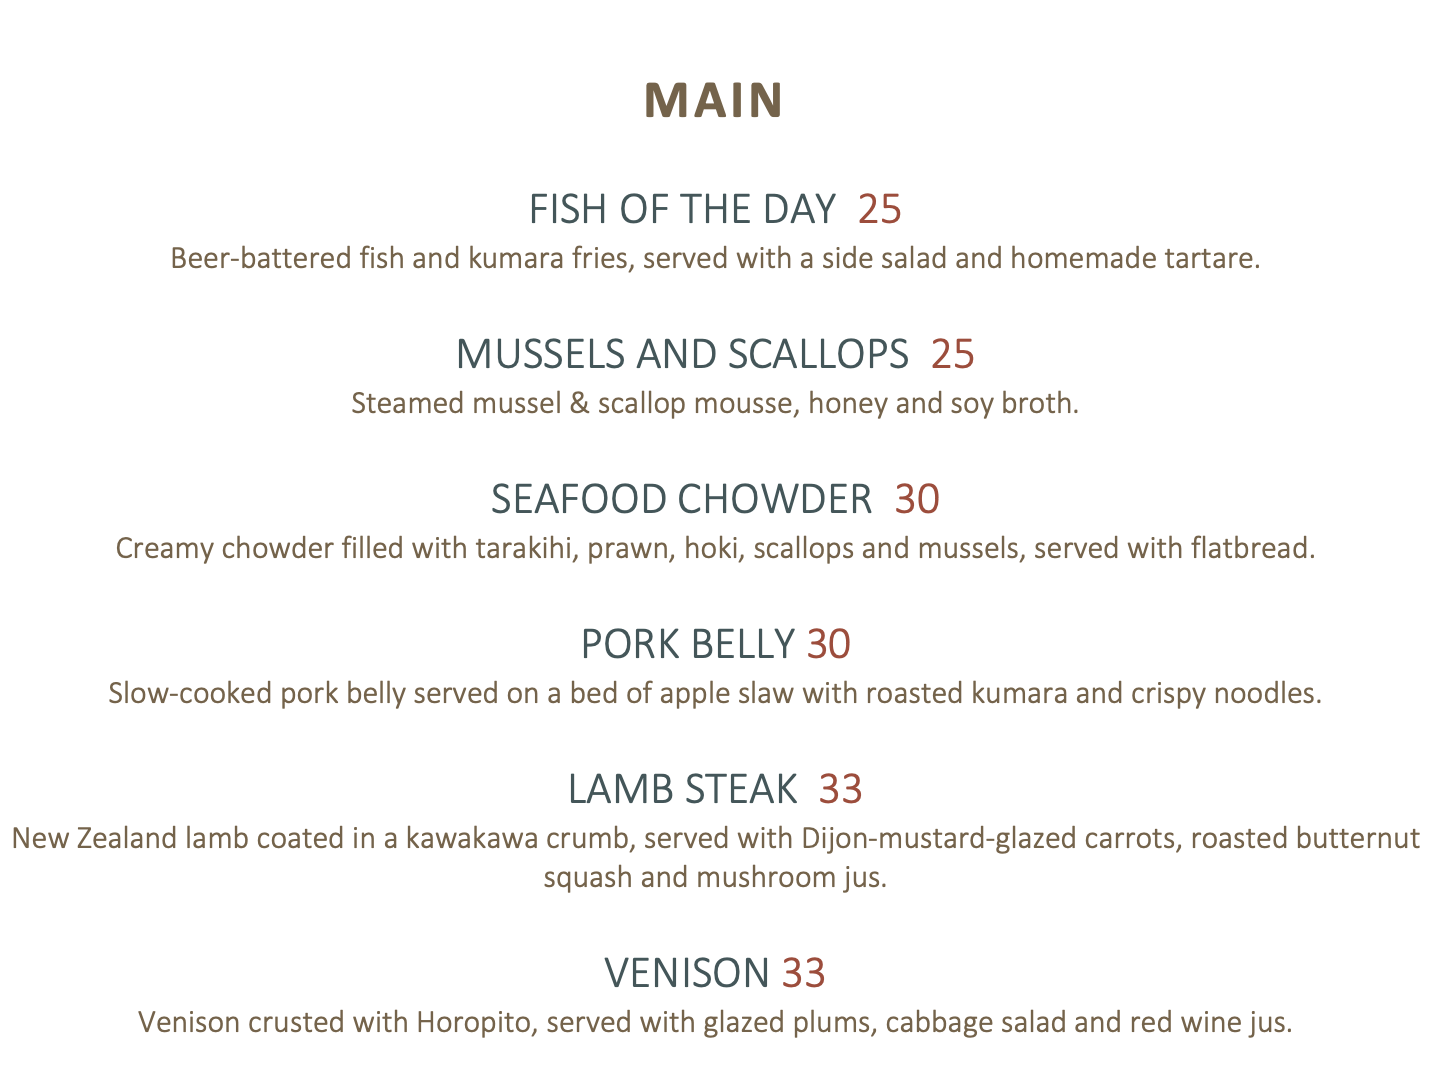 MAIN
FISH OF THE DAY 25
Beer-battered fish and kumara fries, served with a side salad and homemade tartare.
MUSSELS AND SCALLOPS 25
Steamed mussel & scallop mousse, honey and soy broth.
SEAFOOD CHOWDER 30
Creamy chowder filled with tarakihi, prawn, hoki, scallops and mussels, served with flatbread.
PORK BELLY 30
Slow-cooked pork belly served on a bed of apple slaw with roasted kumara and crispy noodles.
LAMB STEAK 33
New Zealand lamb coated in a kawakawa crumb, served with Dijon-mustard-glazed carrots, roasted butternut
squash and mushroom jus.
VENISON 33
Venison crusted with Horopito, served with glazed plums, cabbage salad and red wine jus.